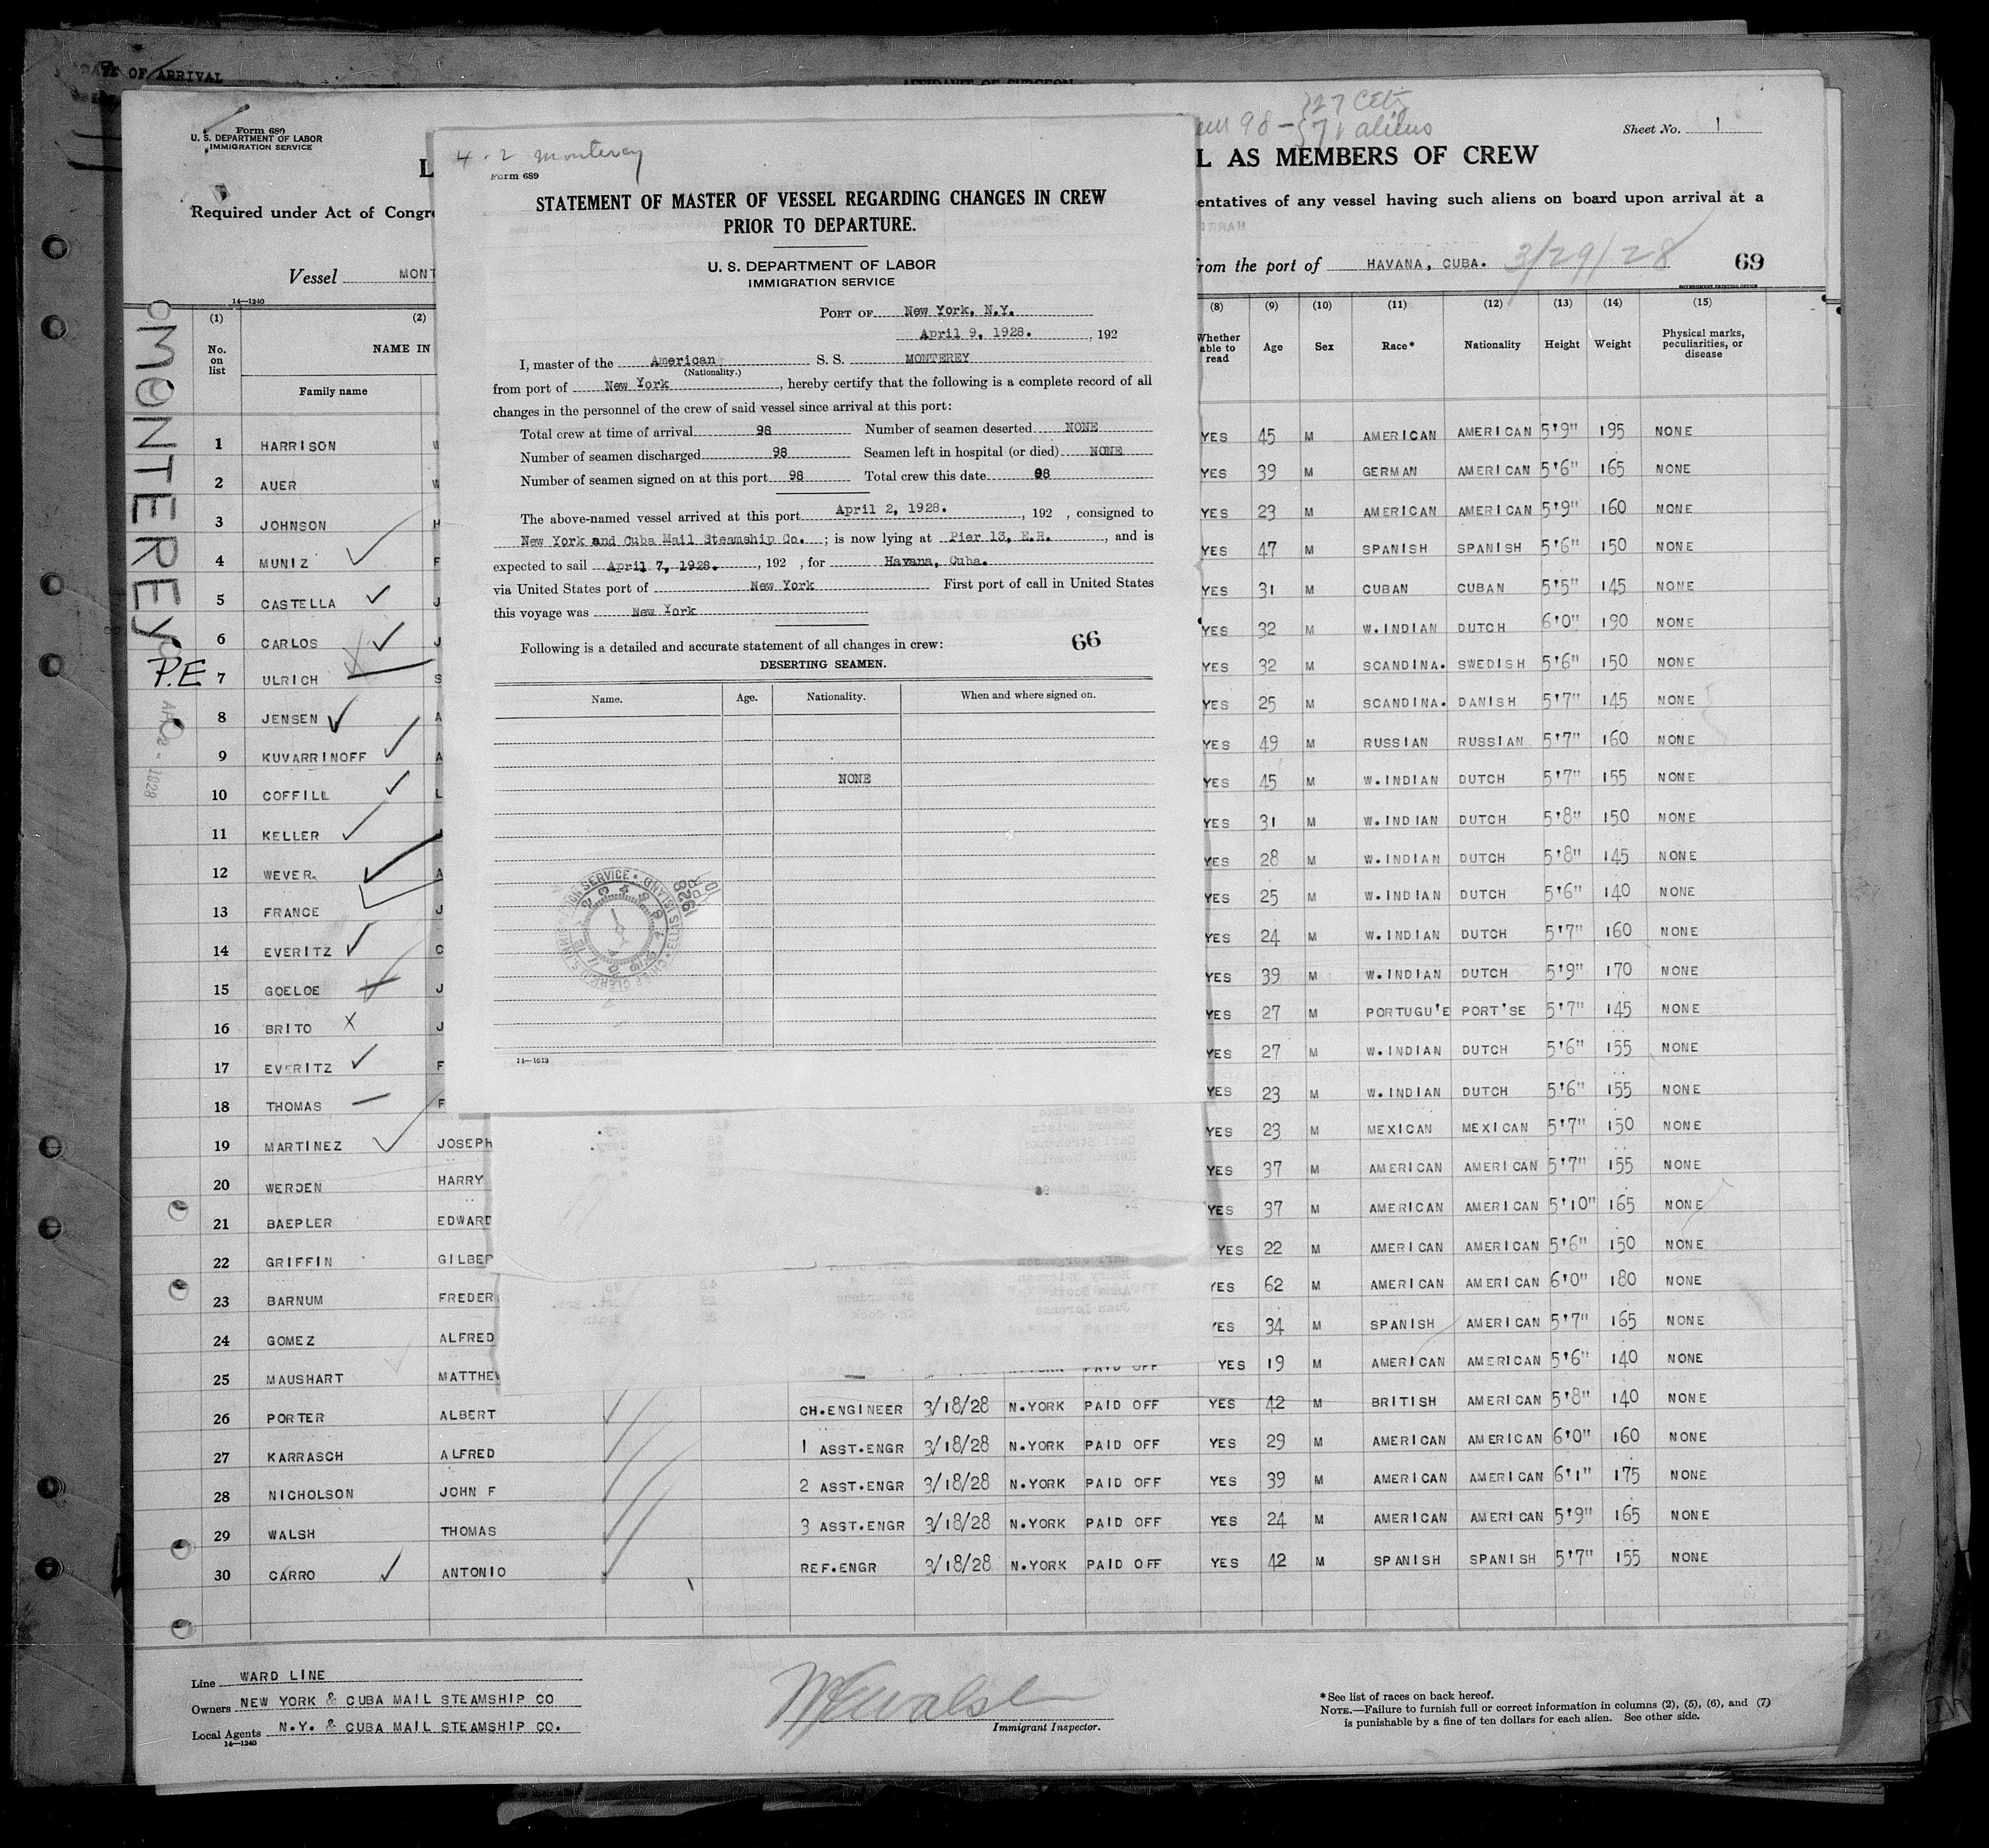 OF ARRIVAL
AFFIDAVIT OF SURGEON
Form 689
U. S. DEPARTMENT OF LABOR
IMMIGRATION SERVICE
98 - 27
71 aliens
Sheet No. 1
L AS MEMBERS OF CREW
Required under Act of Congre
entatives of any vessel having such aliens on board upon arrival at a
Vessel MONT
from the port of HAVANA, CUBA. 3/29/28 69
14—1240
GOVERNMENT PRINTING OFFICE
MONTEREY
P.E
1928
4-2 Monterey
Form 689
STATEMENT OF MASTER OF VESSEL REGARDING CHANGES IN CREW
PRIOR TO DEPARTURE.
U. S. DEPARTMENT OF LABOR
IMMIGRATION SERVICE
PORT OF New York, N.Y.
April 9, 1928. , 192
I, master of the American S. S. MONTEREY
(Nationality.)
from port of New York , hereby certify that the following is a complete record of all
changes in the personnel of the crew of said vessel since arrival at this port:
Total crew at time of arrival 98 Number of seamen deserted NONE
Number of seamen discharged 98 Seamen left in hospital (or died) NONE
Number of seamen signed on at this port 98 Total crew this date 98
The above-named vessel arrived at this port April 2, 1928. , 192 , consigned to
New York and Cuba Mail Steamship Co. ; is now lying at Pier 13, E.R. , and is
expected to sail April 7, 1928. , 192 , for Havana, Cuba.
via United States port of New York First port of call in United States
this voyage was New York
Following is a detailed and accurate statement of all changes in crew: 66
DESERTING SEAMEN.
Name. Age. Nationality. When and where signed on.
NONE
14—1613
(1) (2) (8) (9) (10) (11) (12) (13) (14) (15)
No. on list NAME IN Family name Whether able to read Age Sex Race* Nationality Height Weight Physical marks, peculiarities, or disease
1 HARRISON W YES 45 M AMERICAN AMERICAN 5'9" 195 NONE
2 AUER W YES 39 M GERMAN AMERICAN 5'6" 165 NONE
3 JOHNSON H YES 23 M AMERICAN AMERICAN 5'9" 160 NONE
4 MUNIZ F YES 47 M SPANISH SPANISH 5'6" 150 NONE
5 CASTELLA J YES 31 M CUBAN CUBAN 5'5" 145 NONE
6 CARLOS J YES 32 M W.INDIAN DUTCH 6'0" 190 NONE
7 ULRICH S YES 32 M SCANDINA. SWEDISH 5'6" 150 NONE
8 JENSEN A YES 25 M SCANDINA. DANISH 5'7" 145 NONE
9 KUVARRINOFF A YES 49 M RUSSIAN RUSSIAN 5'7" 160 NONE
10 COFFILL L YES 45 M W.INDIAN DUTCH 5'7" 155 NONE
11 KELLER YES 31 M W.INDIAN DUTCH 5'8" 150 NONE
12 WEVER A YES 28 M W.INDIAN DUTCH 5'8" 145 NONE
13 FRANCE J YES 25 M W.INDIAN DUTCH 5'6" 140 NONE
14 EVERITZ C YES 24 M W.INDIAN DUTCH 5'7" 160 NONE
15 GOELOE J YES 39 M W.INDIAN DUTCH 5'9" 170 NONE
16 BRITO X J YES 27 M PORTUGU'E PORT'SE 5'7" 145 NONE
17 EVERITZ F YES 27 M W.INDIAN DUTCH 5'6" 155 NONE
18 THOMAS F YES 23 M W.INDIAN DUTCH 5'6" 155 NONE
19 MARTINEZ JOSEPH YES 23 M MEXICAN MEXICAN 5'7" 150 NONE
20 WERDEN HARRY YES 37 M AMERICAN AMERICAN 5'7" 155 NONE
21 BAEPLER EDWARD YES 37 M AMERICAN AMERICAN 5'10" 165 NONE
22 GRIFFIN GILBER YES 22 M AMERICAN AMERICAN 5'6" 150 NONE
23 BARNUM FREDER YES 62 M AMERICAN AMERICAN 6'0" 180 NONE
24 GOMEZ ALFRED YES 34 M SPANISH AMERICAN 5'7" 165 NONE
25 MAUSHART MATTHEW PAID OFF YES 19 M AMERICAN AMERICAN 5'6" 140 NONE
26 PORTER ALBERT CH.ENGINEER 3/18/28 N.YORK PAID OFF YES 42 M BRITISH AMERICAN 5'8" 140 NONE
27 KARRASCH ALFRED 1 ASST.ENGR 3/18/28 N.YORK PAID OFF YES 29 M AMERICAN AMERICAN 6'0" 160 NONE
28 NICHOLSON JOHN F 2 ASST.ENGR 3/18/28 N.YORK PAID OFF YES 39 M AMERICAN AMERICAN 6'1" 175 NONE
29 WALSH THOMAS 3 ASST.ENGR 3/18/28 N.YORK PAID OFF YES 24 M AMERICAN AMERICAN 5'9" 165 NONE
30 CARRO ANTONIO REF.ENGR 3/18/28 N.YORK PAID OFF YES 42 M SPANISH SPANISH 5'7" 155 NONE
Line WARD LINE
Owners NEW YORK & CUBA MAIL STEAMSHIP CO
Local Agents N.Y. & CUBA MAIL STEAMSHIP CO.
14—1240
Immigrant Inspector.
*See list of races on back hereof.
NOTE.—Failure to furnish full or correct information in columns (2), (5), (6), and (7)
is punishable by a fine of ten dollars for each alien. See other side.